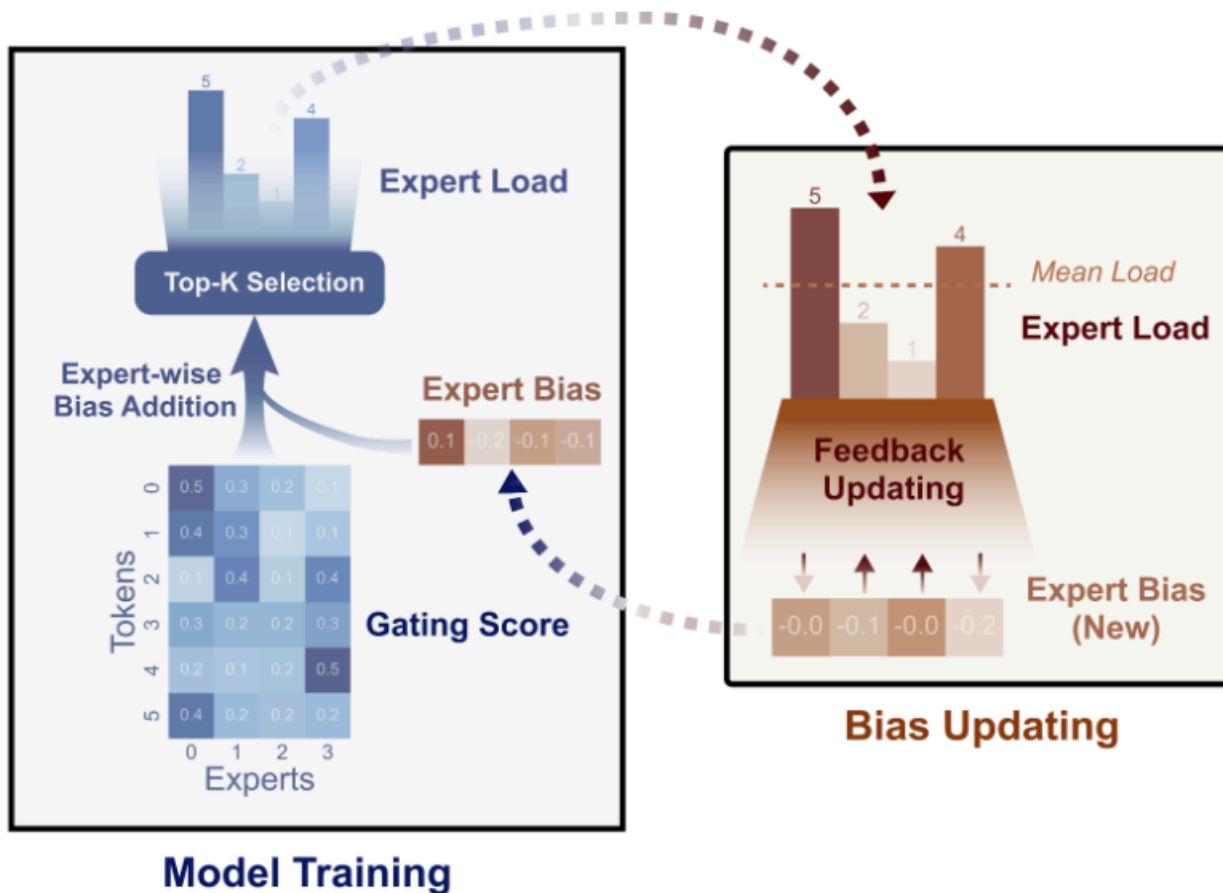 5
4
2
1
Expert Load
Top-K Selection
Expert-wise
Bias Addition
Expert Bias
0.1 -0.2 -0.1 -0.1
0 0.5 0.3 0.2 0.1
1 0.4 0.3 0.1 0.1
2 0.1 0.4 0.1 0.4
3 0.3 0.2 0.2 0.3
4 0.2 0.1 0.2 0.5
5 0.4 0.2 0.2 0.2
Tokens
0 1 2 3
Experts
Gating Score
Model Training
5
4
Mean Load
2
1
Expert Load
Feedback
Updating
Expert Bias
(New)
-0.0 -0.1 -0.0 -0.2
Bias Updating